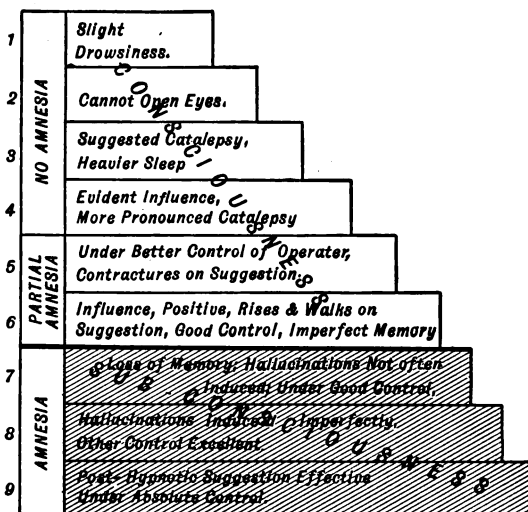 1
Slight
Drowsiness.
2
Cannot Open Eyes.
3
Suggested Catalepsy,
Heavier Sleep
4
Evident Influence,
More Pronounced Catalepsy
NO AMNESIA
5
Under Better Control of Operater,
Contractures on Suggestion.
6
Influence, Positive, Rises & Walks on
Suggestion, Good Control, Imperfect Memory
PARTIAL
AMNESIA
CONSCIOUSNESS
7
Loss of Memory; Hallucinations Not often
Induced; Under Good Control.
8
Hallucinations Induced Imperfectly.
Other Control Excellent.
9
Post-Hypnotic Suggestion Effective
Under Absolute Control.
AMNESIA
SUB CONSCIOUSNESS